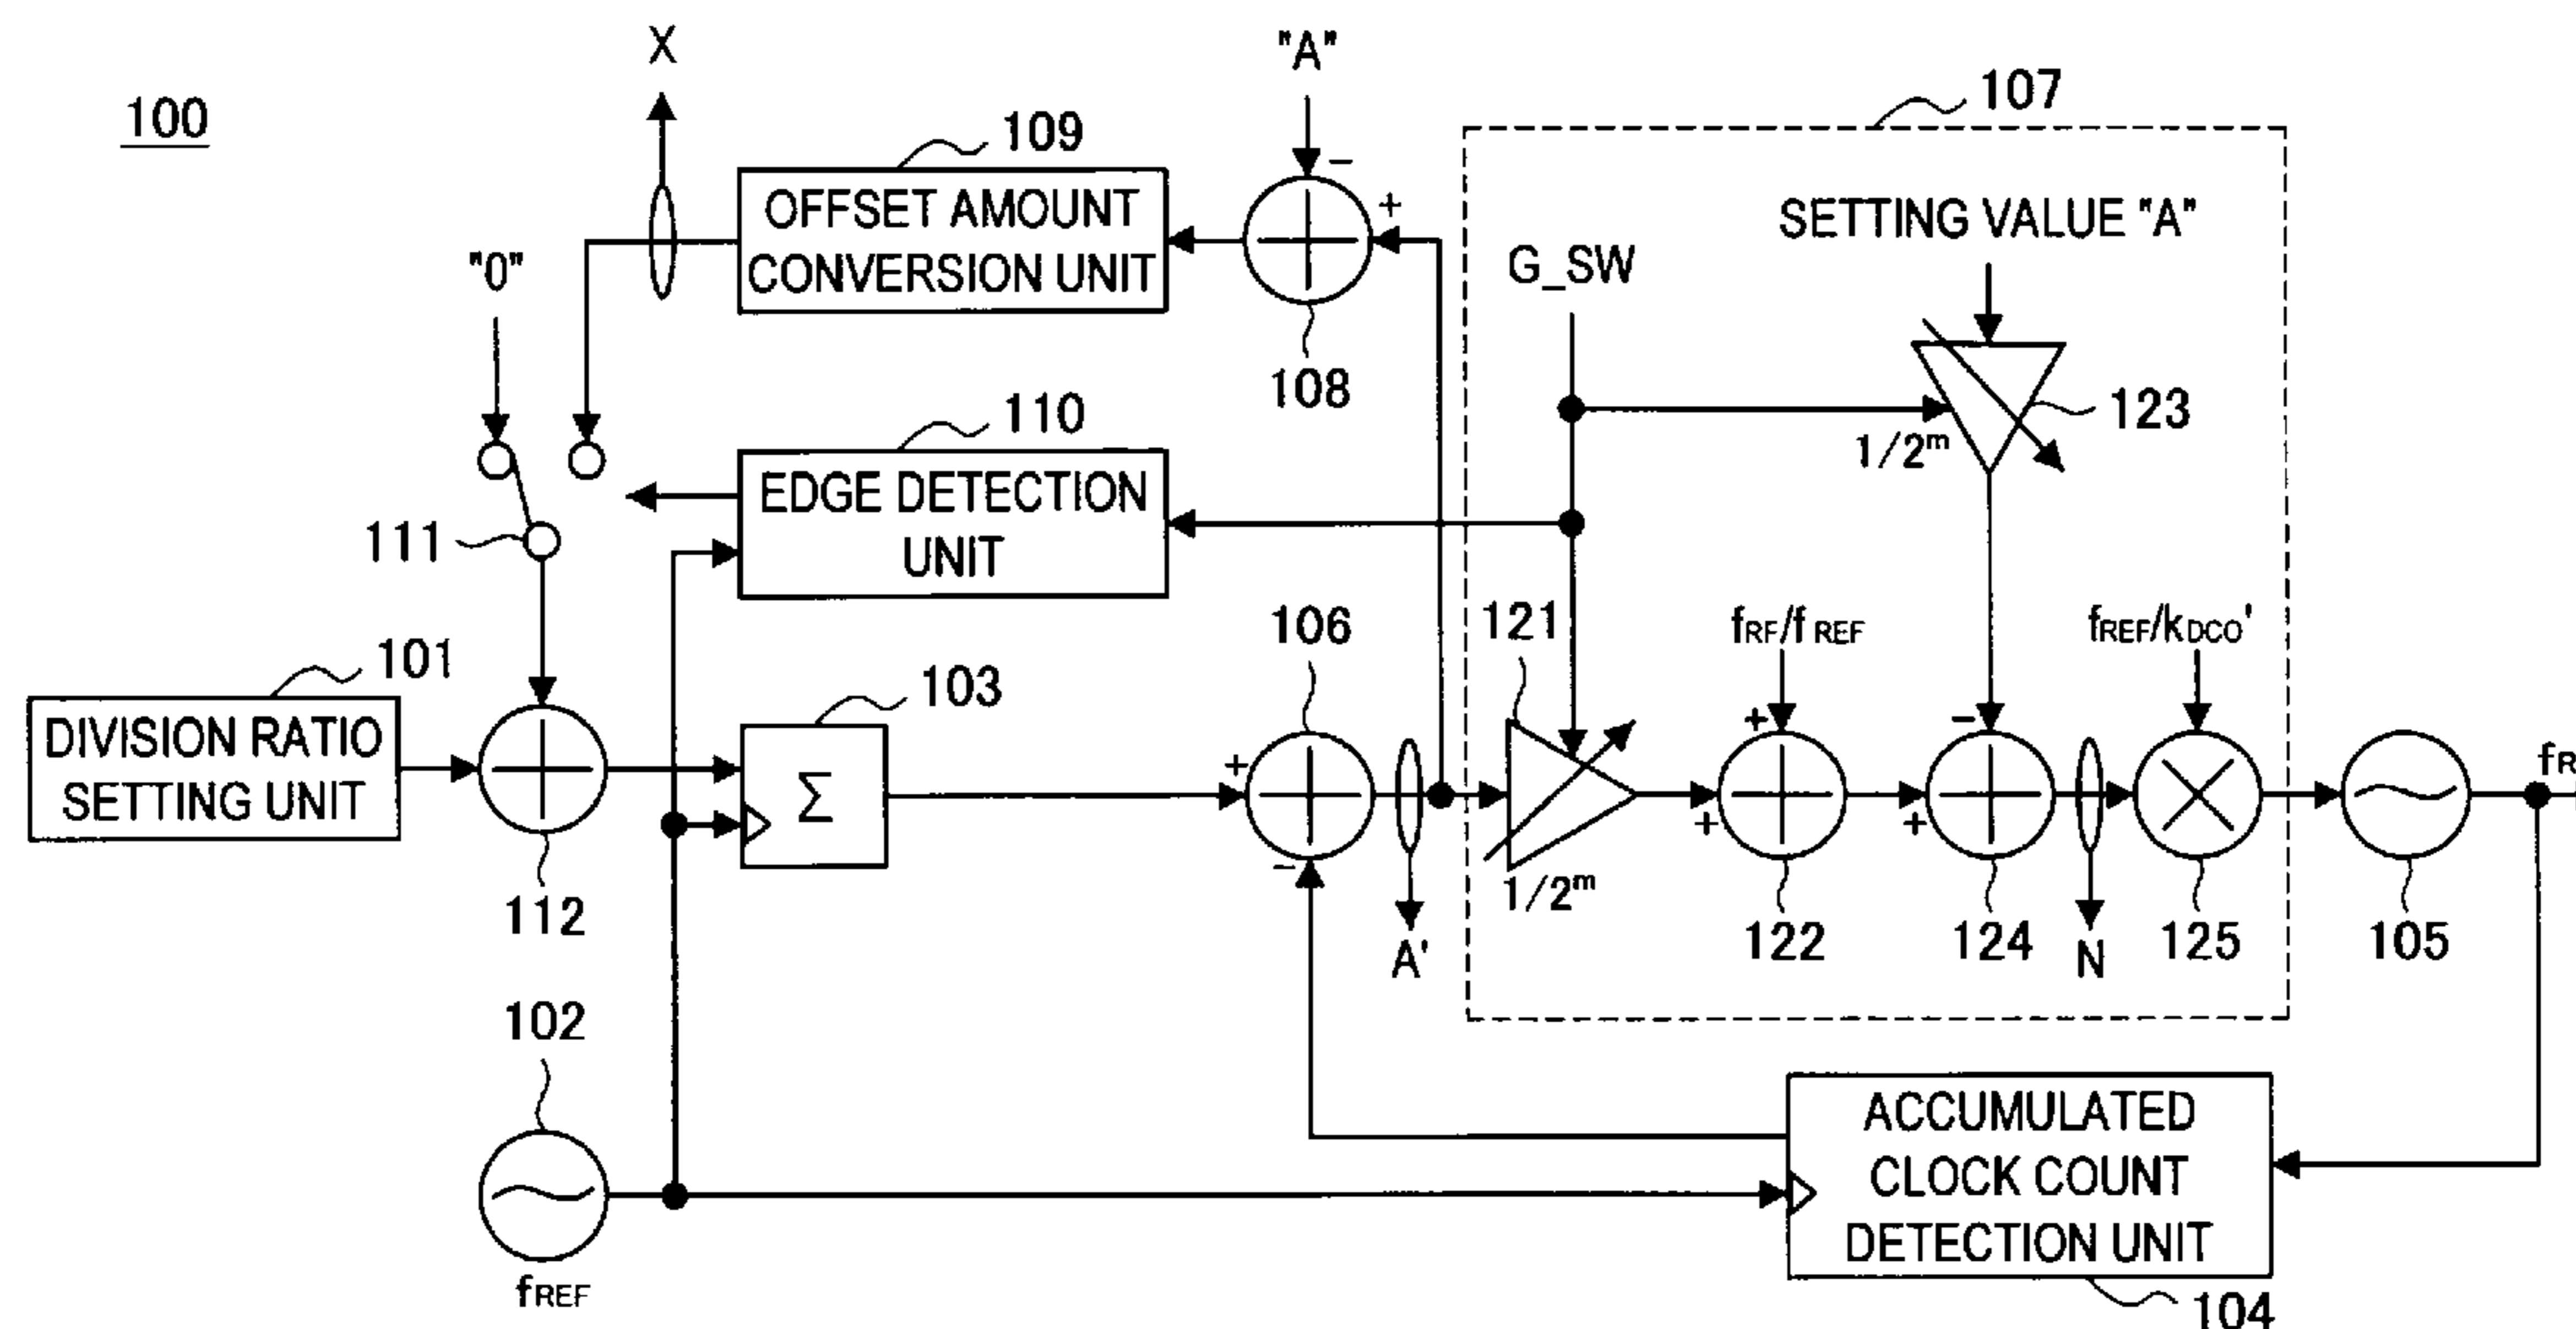 X
"A"
107
100
109
OFFSET AMOUNT
CONVERSION UNIT
−
+
SETTING VALUE "A"
"0"
G_SW
108
110
123
1/2ᵐ
EDGE DETECTION
UNIT
111
106
121
fRF/fREF
fREF/kDCO'
101
103
DIVISION RATIO
SETTING UNIT
Σ
+
−
+
+
−
+
fR
1/2ᵐ
112
A'
122
124
N
125
105
102
fREF
ACCUMULATED
CLOCK COUNT
DETECTION UNIT
104